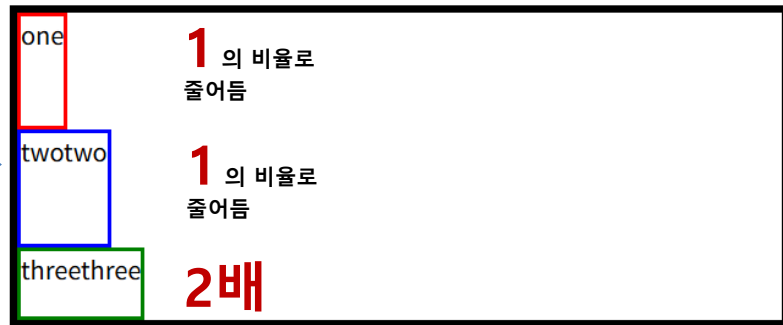 one
1 의 비율로
줄어듬
twotwo
1 의 비율로
줄어듬
threethree
2배